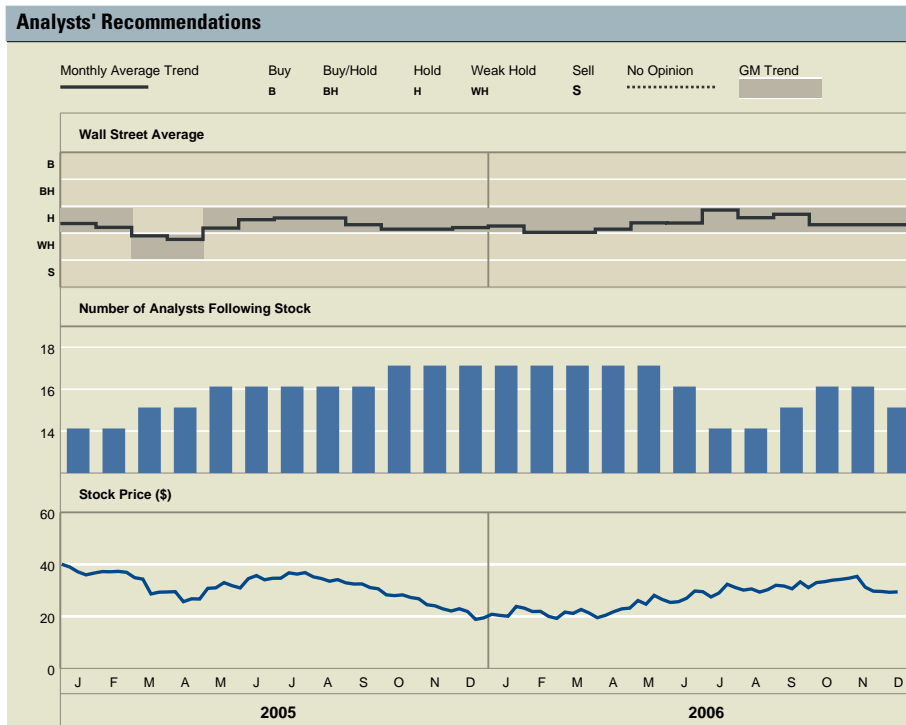 Analysts' Recommendations
Monthly Average Trend Buy Buy/Hold Hold Weak Hold Sell No Opinion GM Trend
B BH H WH S
Wall Street Average
B
BH
H
WH
S
Number of Analysts Following Stock
18
16
14
Stock Price ($)
60
40
20
0
J F M A M J J A S O N D J F M A M J J A S O N D
2005 2006